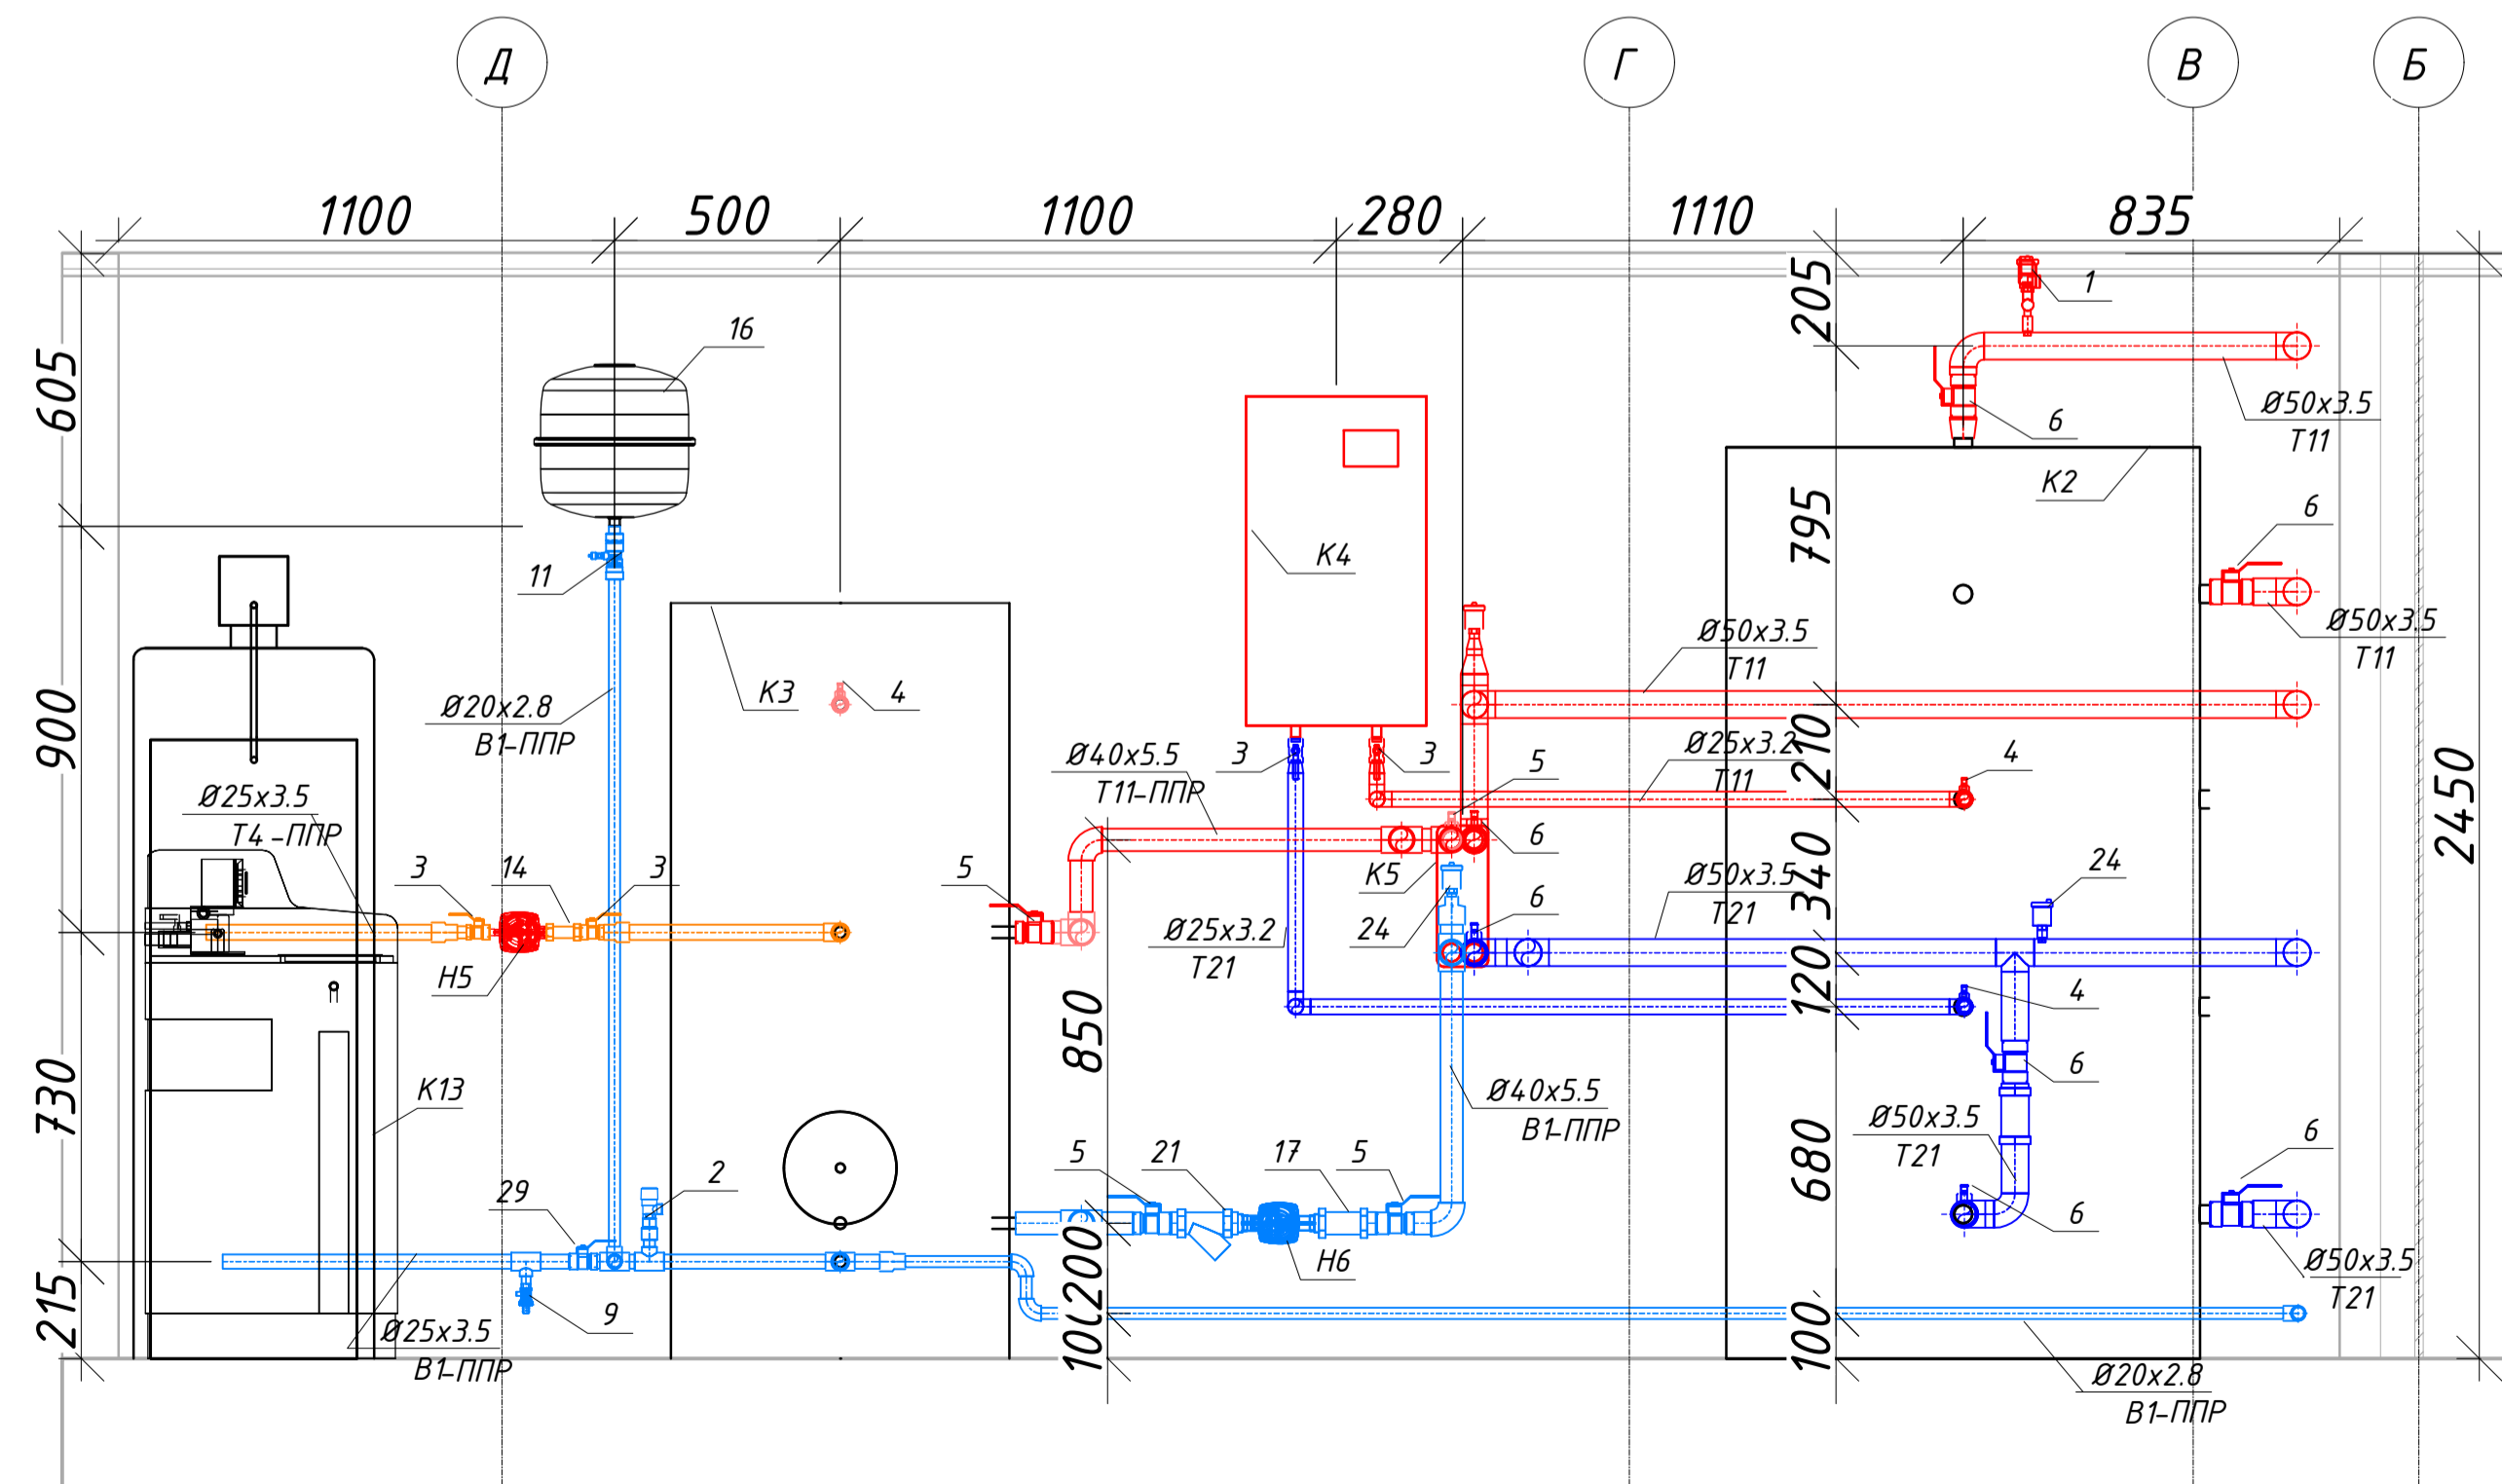 Д
Г
В
Б
1100
500
1100
280
1110
835
205
1
16
605
Ø50x3.5
Т11
6
К2
795
6
К4
11
Ø50x3.5
Т11
Ø50x3.5
Т11
К3
4
Ø20x2.8
В1-ППР
900
Ø40x5.5
Т11-ППР
3
3
5
Ø25x3.2
Т11
210
4
2450
Ø25x3.5
Т4-ППР
3
14
3
5
К5
6
340
Ø50x3.5
Т21
24
6
24
Ø25x3.2
Т21
Н5
120
4
850
К13
730
6
Ø40x5.5
В1-ППР
Ø50x3.5
Т21
680
6
5
21
17
5
29
2
6
Н6
200
Ø50x3.5
Т21
215
9
Ø25x3.5
В1-ППР
100
100
Ø20x2.8
В1-ППР